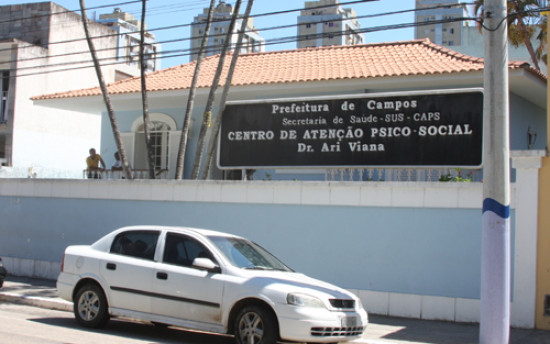 Prefeitura de Campos
Secretaria de Saúde-SUS-CAPS
CENTRO DE ATENÇÃO PSICO-SOCIAL
Dr. Ari Viana